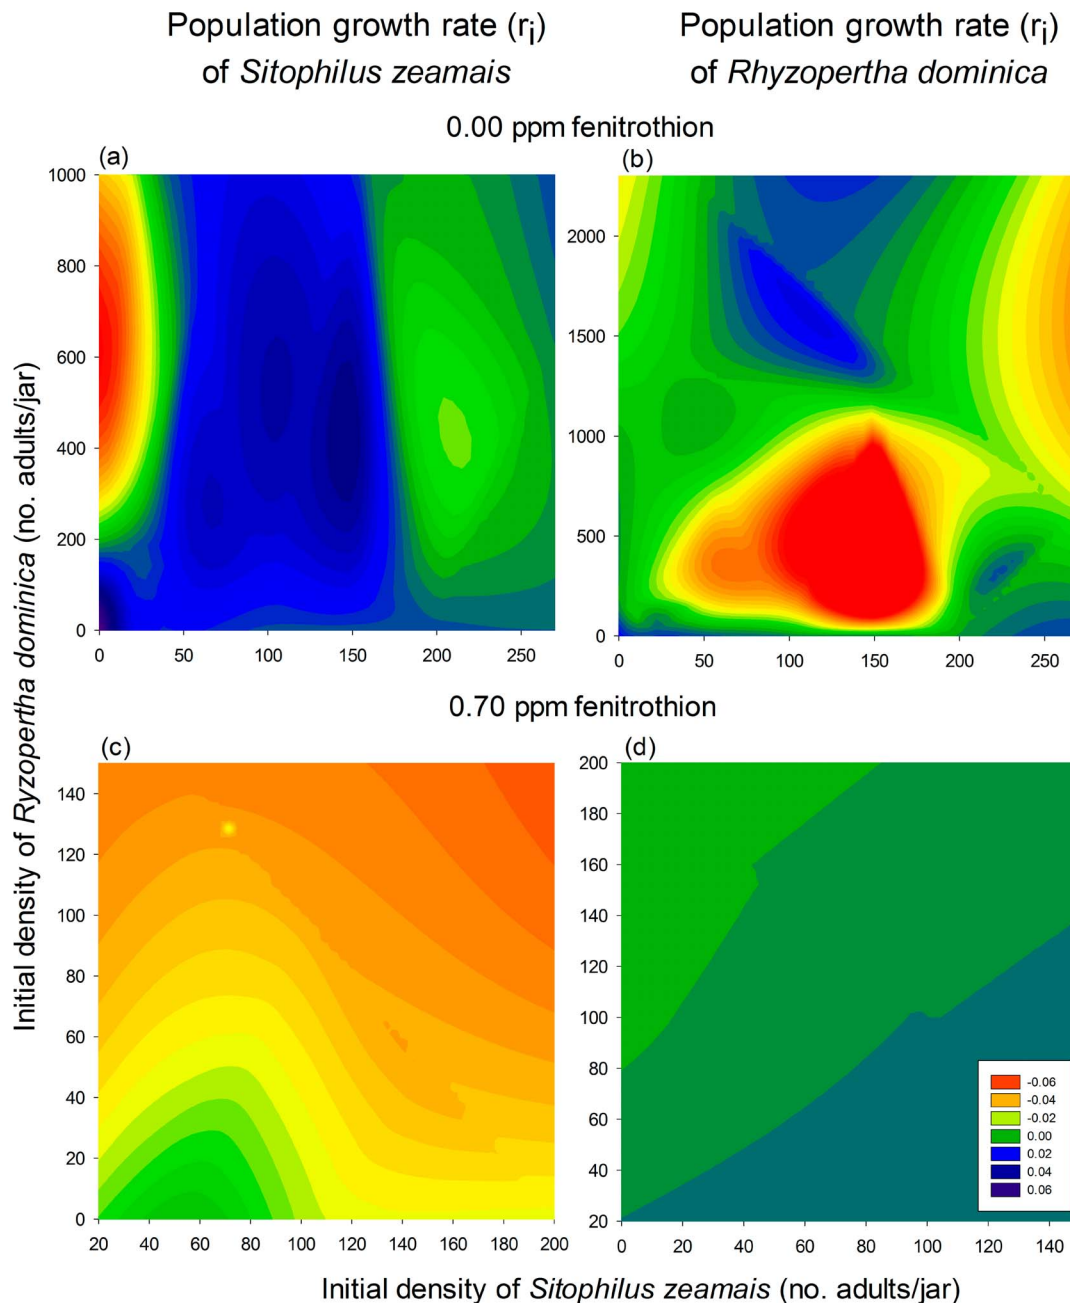 Population growth rate (ri)
of Sitophilus zeamais
Population growth rate (ri)
of Rhyzopertha dominica
0.00 ppm fenitrothion
(a)
1000
800
600
400
200
0
0 50 100 150 200 250
(b)
2000
1500
1000
500
0
0 50 100 150 200 250
Initial density of Ryzopertha dominica (no. adults/jar)
0.70 ppm fenitrothion
(c)
140
120
100
80
60
40
20
0
20 40 60 80 100 120 140 160 180 200
(d)
200
180
160
140
120
100
80
60
40
20
0 20 40 60 80 100 120 140
-0.06
-0.04
-0.02
0.00
0.02
0.04
0.06
Initial density of Sitophilus zeamais (no. adults/jar)